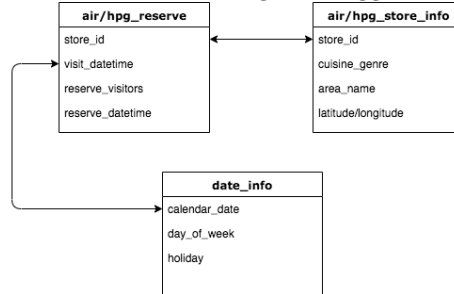 air/hpg_reserve
store_id
visit_datetime
reserve_visitors
reserve_datetime
air/hpg_store_info
store_id
cuisine_genre
area_name
latitude/longitude
date_info
calendar_date
day_of_week
holiday